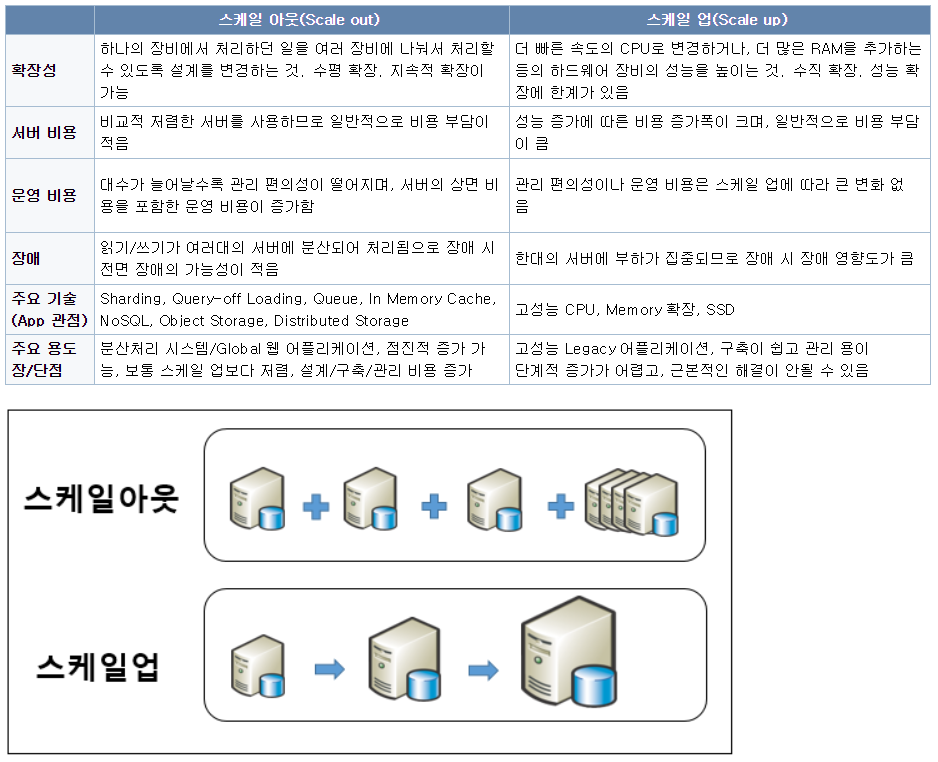 스케일 아웃(Scale out) 스케일 업(Scale up)
확장성
하나의 장비에서 처리하던 일을 여러 장비에 나눠서 처리할
수 있도록 설계를 변경하는 것. 수평 확장. 지속적 확장이
가능
더 빠른 속도의 CPU로 변경하거나, 더 많은 RAM을 추가하는
등의 하드웨어 장비의 성능을 높이는 것. 수직 확장. 성능 확
장에 한계가 있음
서버 비용
비교적 저렴한 서버를 사용하므로 일반적으로 비용 부담이
적음
성능 증가에 따른 비용 증가폭이 크며, 일반적으로 비용 부담
이 큼
운영 비용
대수가 늘어날수록 관리 편의성이 떨어지며, 서버의 상면 비
용을 포함한 운영 비용이 증가함
관리 편의성이나 운영 비용은 스케일 업에 따라 큰 변화 없
음
장애
읽기/쓰기가 여러대의 서버에 분산되어 처리됨으로 장애 시
전면 장애의 가능성이 적음
한대의 서버에 부하가 집중되므로 장애 시 장애 영향도가 큼
주요 기술
(App 관점)
Sharding, Query-off Loading, Queue, In Memory Cache,
NoSQL, Object Storage, Distributed Storage
고성능 CPU, Memory 확장, SSD
주요 용도
장/단점
분산처리 시스템/Global 웹 어플리케이션, 점진적 증가 가
능, 보통 스케일 업보다 저렴, 설계/구축/관리 비용 증가
고성능 Legacy 어플리케이션, 구축이 쉽고 관리 용이
단계적 증가가 어렵고, 근본적인 해결이 안될 수 있음
스케일아웃
스케일업